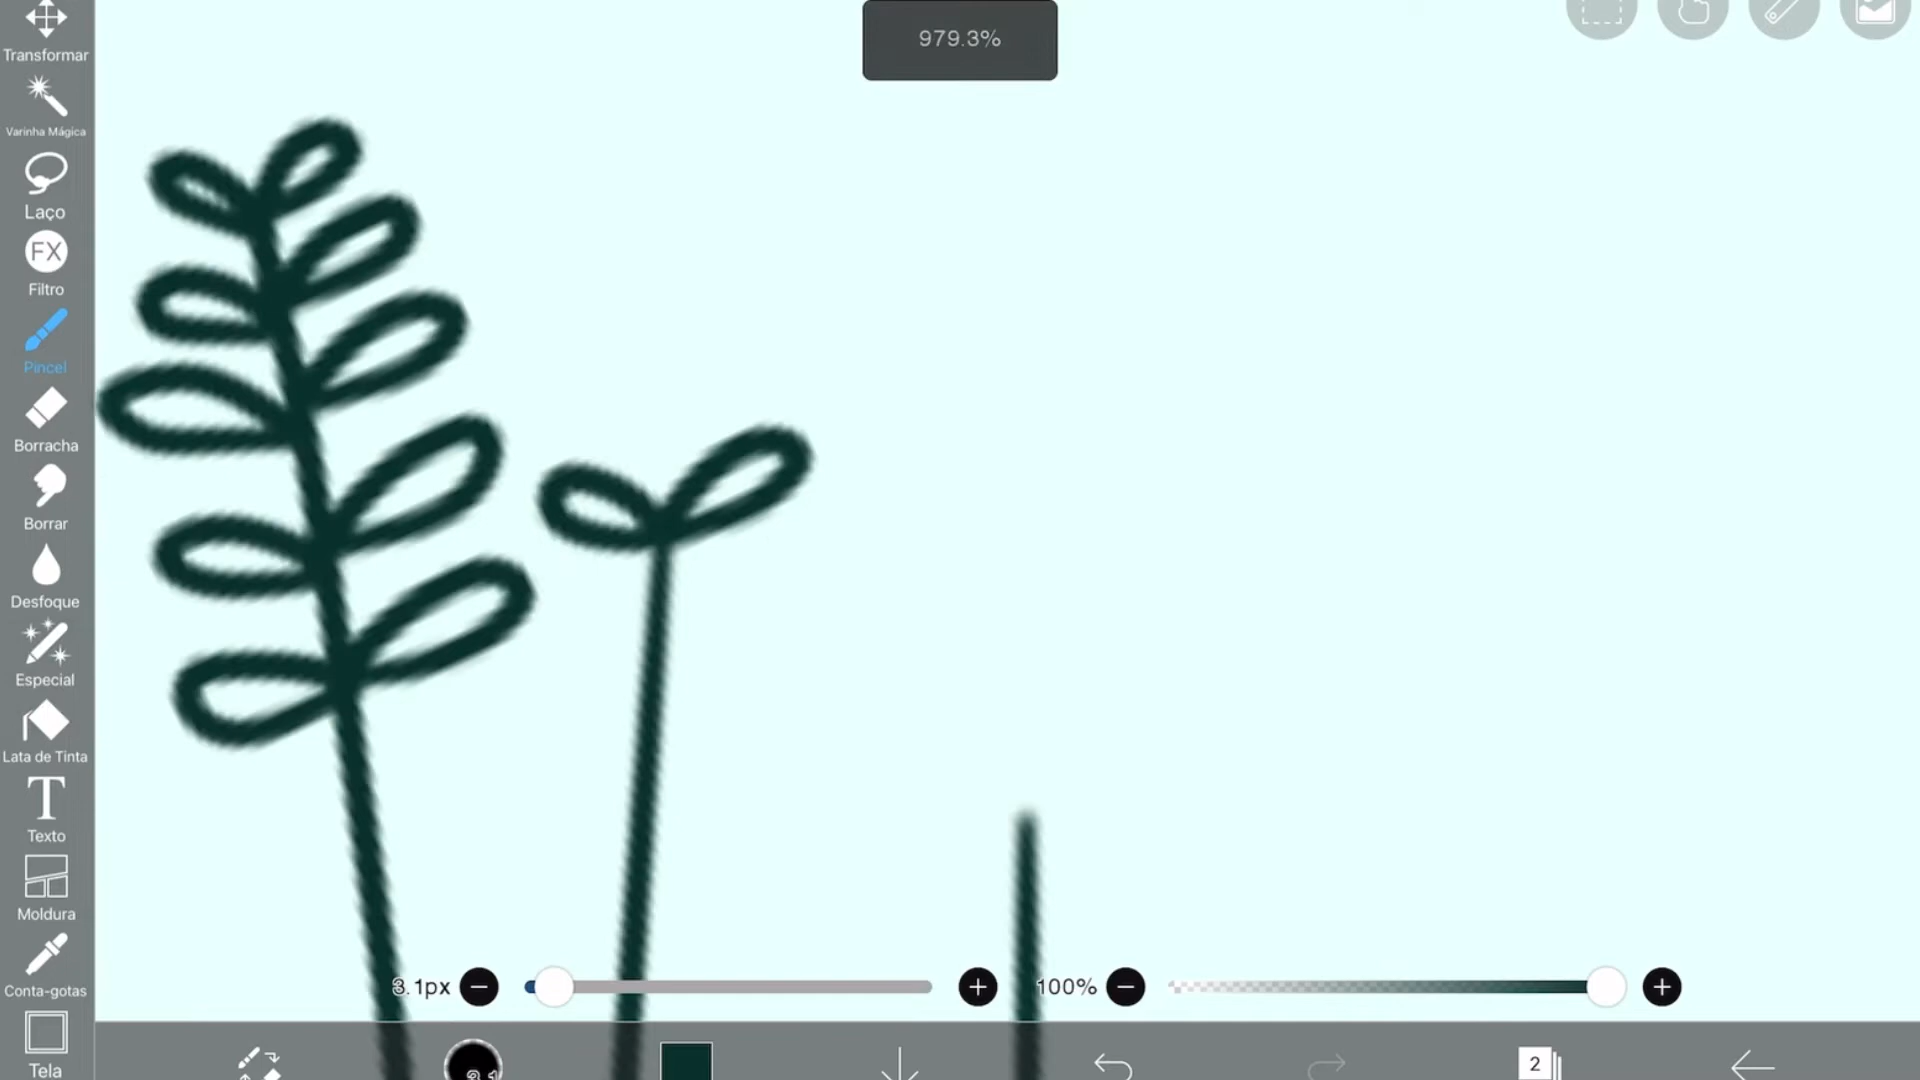 979.3%
Transformar
Varinha Mágica
Laço
FX
Filtro
Pincel
Borracha
Borrar
Desfoque
Especial
Lata de Tinta
T
Texto
Moldura
Conta-gotas
3.1px
100%
Tela
2